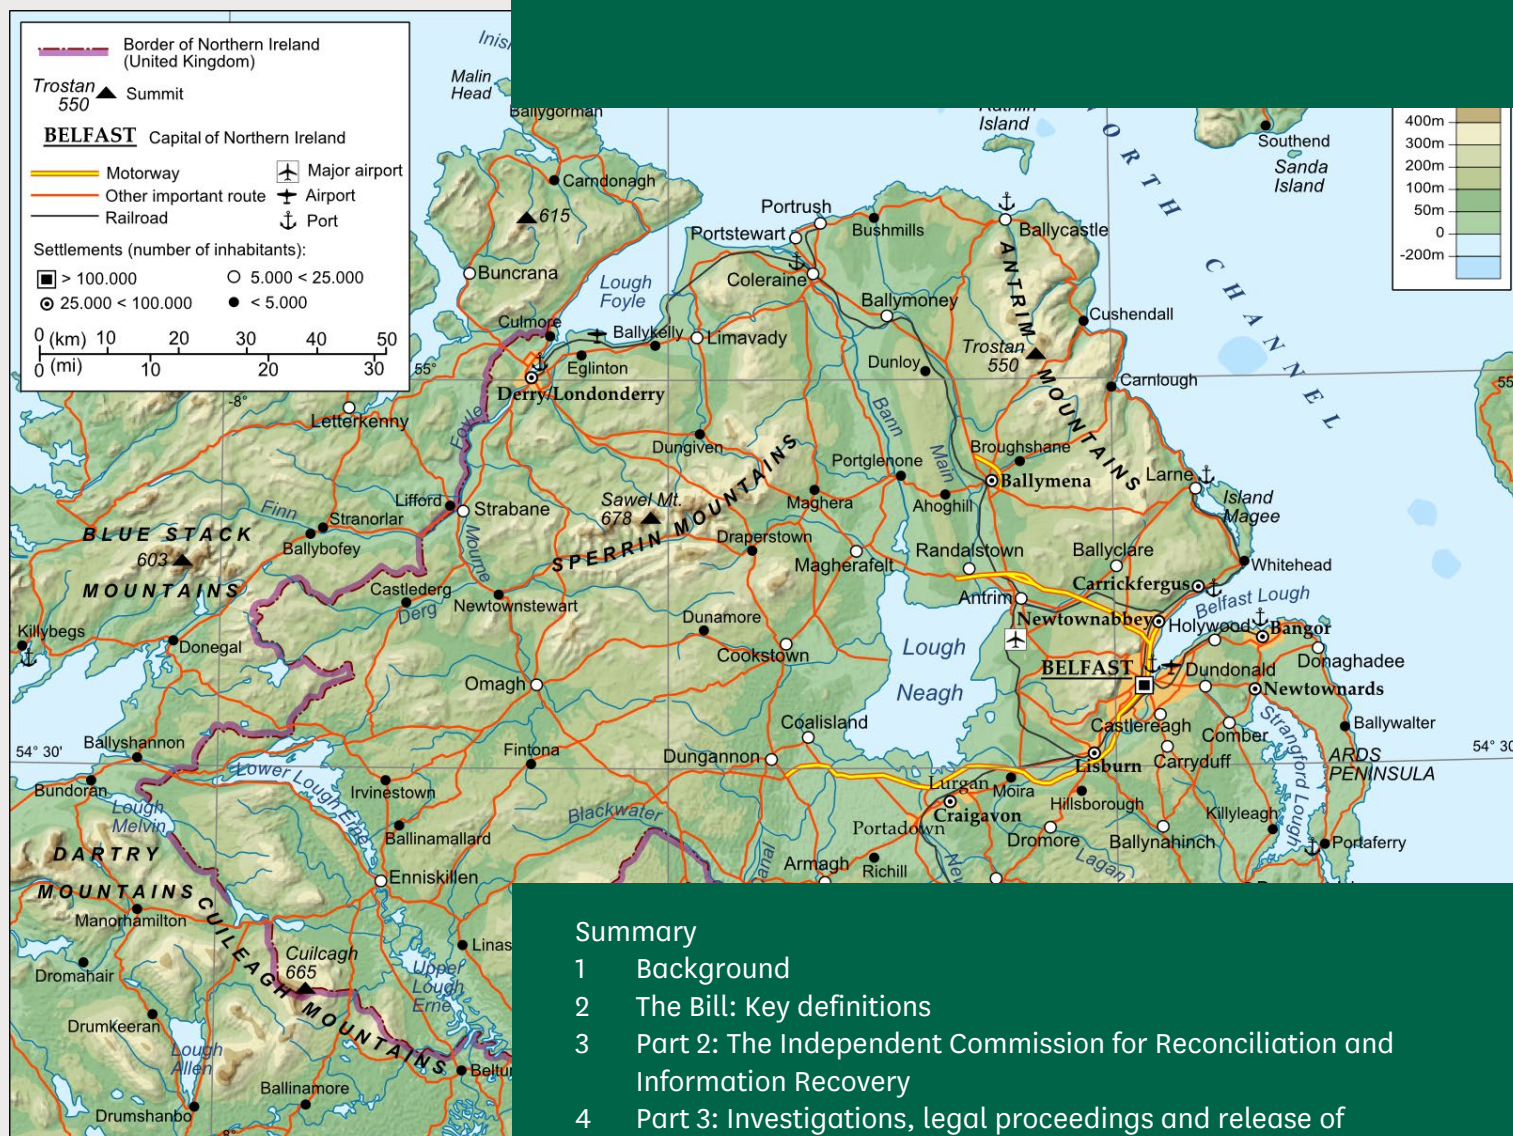 Border of Northern Ireland
(United Kingdom)
Trostan
550
Summit
BELFAST Capital of Northern Ireland
Motorway
Other important route
Railroad
Major airport
Airport
Port
Settlements (number of inhabitants):
> 100.000
5.000 < 25.000
25.000 < 100.000
< 5.000
0 (km) 10 20 30 40 50
0 (mi) 10 20 30
Malin
Head
Ballygorman
Island
NORTH CHANNEL
400m
300m
200m
100m
50m
0
-200m
Southend
Sanda
Island
Carndonagh
615
Buncrana
Portrush
Portstewart
Bushmills
Ballycastle
Coleraine
Lough
Foyle
Ballymoney
ANTRIM MOUNTAINS
Cushendall
Culmore
Ballykelly
Limavady
Eglinton
Trostan
550
Dunloy
Carnlough
55°
55
-8°
Derry/Londonderry
Letterkenny
Foyle
Dungiven
Bann
Main
Broughshane
Portglenone
Ballymena
Larne
Island
Magee
Maghera
Ahoghill
Sawel Mt.
678
SPERRIN MOUNTAINS
Lifford
Strabane
Finn
Stranorlar
Ballybofey
BLUE STACK
603
MOUNTAINS
Mourne
Draperstown
Magherafelt
Randalstown
Ballyclare
Whitehead
Carrickfergus
Castlederg
Derg
Newtownstewart
Antrim
Belfast Lough
Newtownabbey
Holywood
Bangor
Killybegs
Donegal
Dunamore
Cookstown
Lough
Neagh
BELFAST
Dundonald
Donaghadee
Newtownards
Omagh
Coalisland
Castlereagh
Comber
Ballywalter
54° 30'
54° 30
Ballyshannon
Fintona
Dungannon
Lisburn
Carryduff
Strangford Lough
ARDS
PENINSULA
Bundoran
Lower Lough Erne
Irvinestown
Lurgan
Moira
Hillsborough
Killyleagh
Lough
Melvin
Ballinamallard
Blackwater
Craigavon
Portadown
Dromore
Ballynahinch
Portaferry
DARTRY
MOUNTAINS
Armagh
Richill
Lagan
Enniskillen
Manorhamilton
CUILEAGH MOUNTAINS
Cuilcagh
665
Dromahair
Upper
Lough
Erne
Drumkeeran
Lough
Allen
Ballinamore
Drumshanbo
Summary
1 Background
2 The Bill: Key definitions
3 Part 2: The Independent Commission for Reconciliation and
Information Recovery
4 Part 3: Investigations, legal proceedings and release of